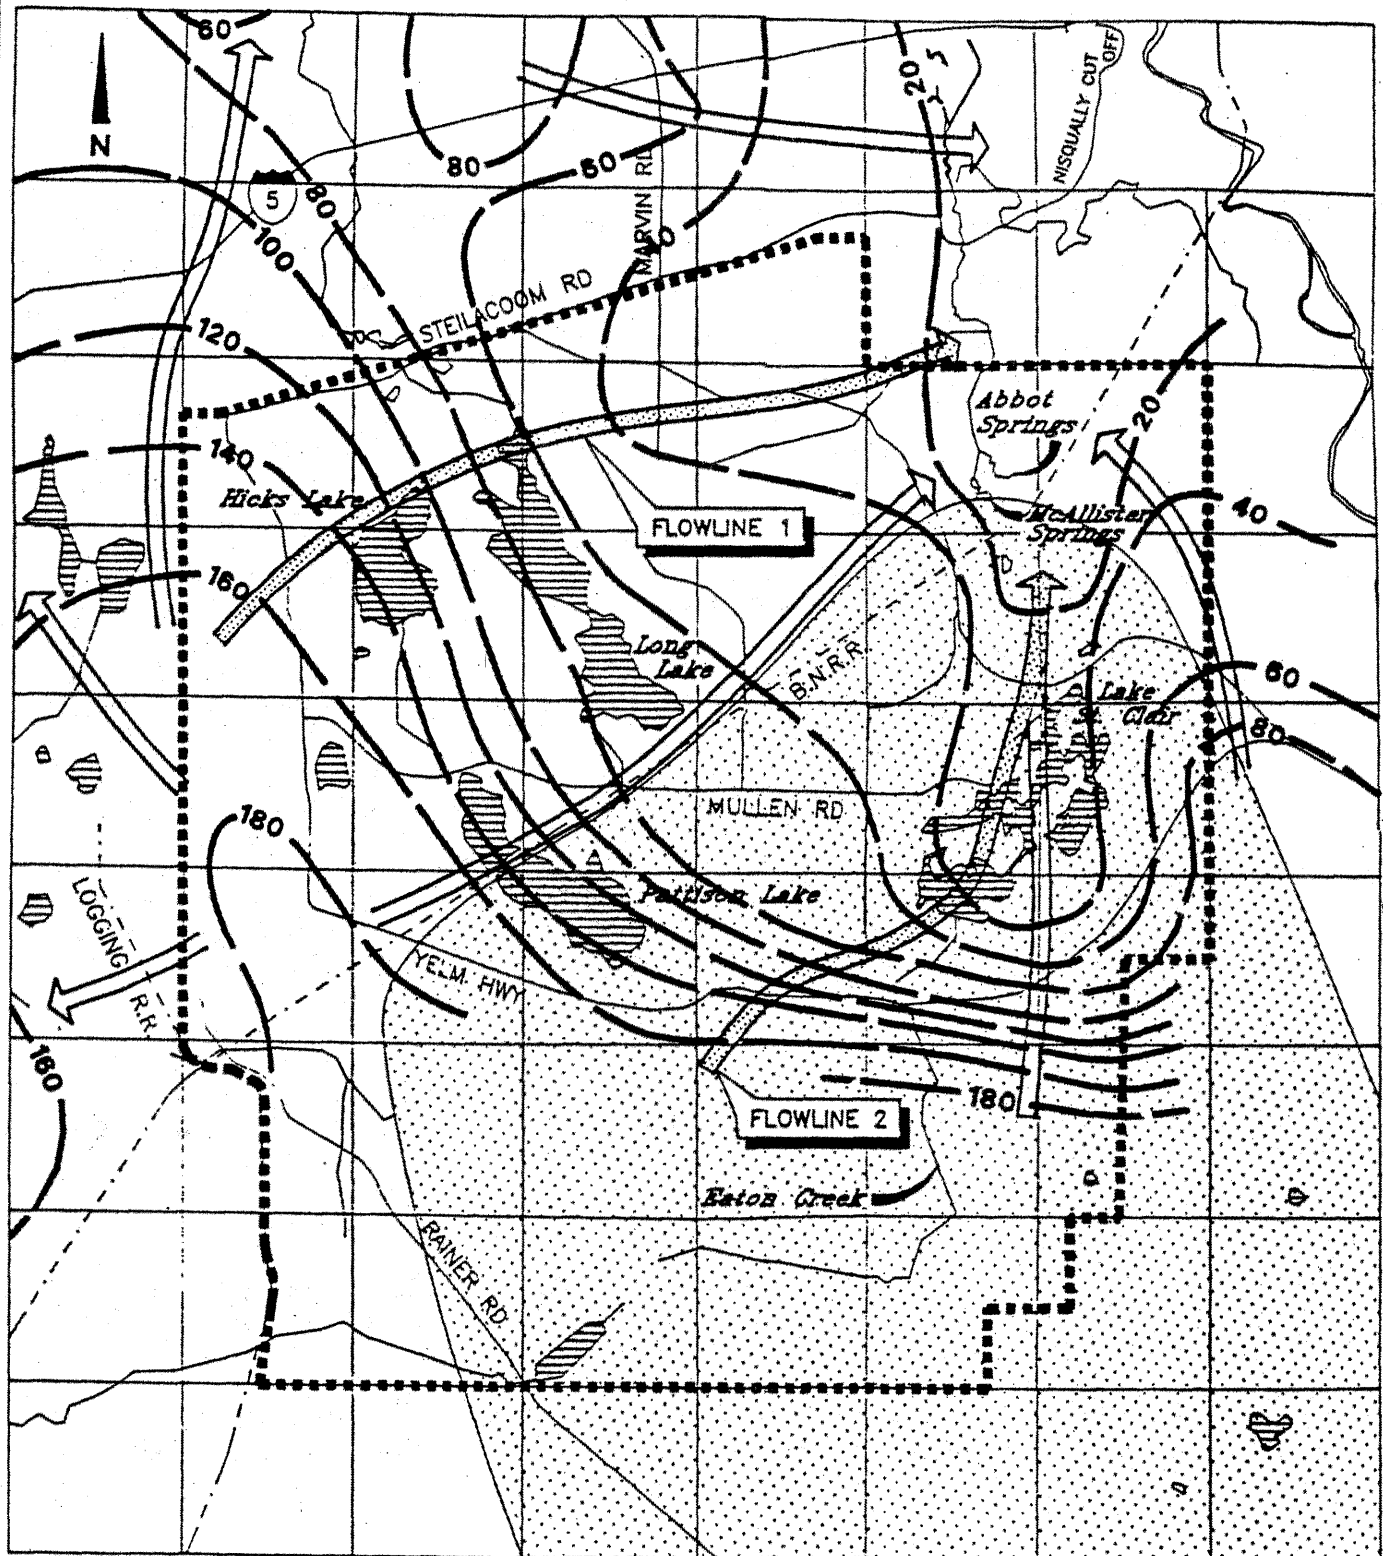 60
N
5
80
100
120
140
160
80
60
40
MARVIN RD
20
NISQUALLY CUT
OFF
STEILACOOM RD
Abbot
Springs
20
Hicks Lake
FLOWLINE 1
McAllister
Springs
40
Long
Lake
B.N.R.R.
Lake
St. Clair
60
80
MULLEN RD
180
Pattison Lake
LOGGING
R.R.
YELM HWY
160
180
FLOWLINE 2
Eaton Creek
RAINER RD